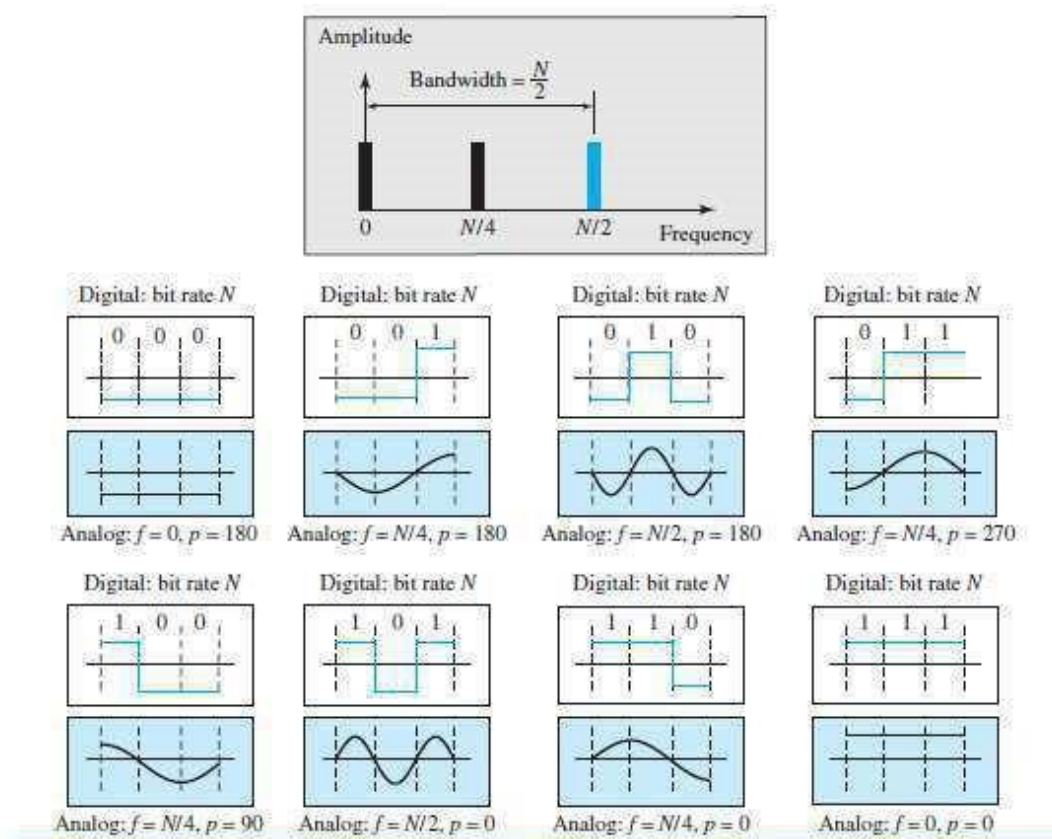 Amplitude
Bandwidth = N/2
0 N/4 N/2 Frequency
Digital: bit rate N Digital: bit rate N Digital: bit rate N Digital: bit rate N
0 0 0 0 0 1 0 1 0 0 1 1
Analog: f = 0, p = 180 Analog: f = N/4, p = 180 Analog: f = N/2, p = 180 Analog: f = N/4, p = 270
Digital: bit rate N Digital: bit rate N Digital: bit rate N Digital: bit rate N
1 0 0 1 0 1 1 1 0 1 1 1
Analog: f = N/4, p = 90 Analog: f = N/2, p = 0 Analog: f = N/4, p = 0 Analog: f = 0, p = 0